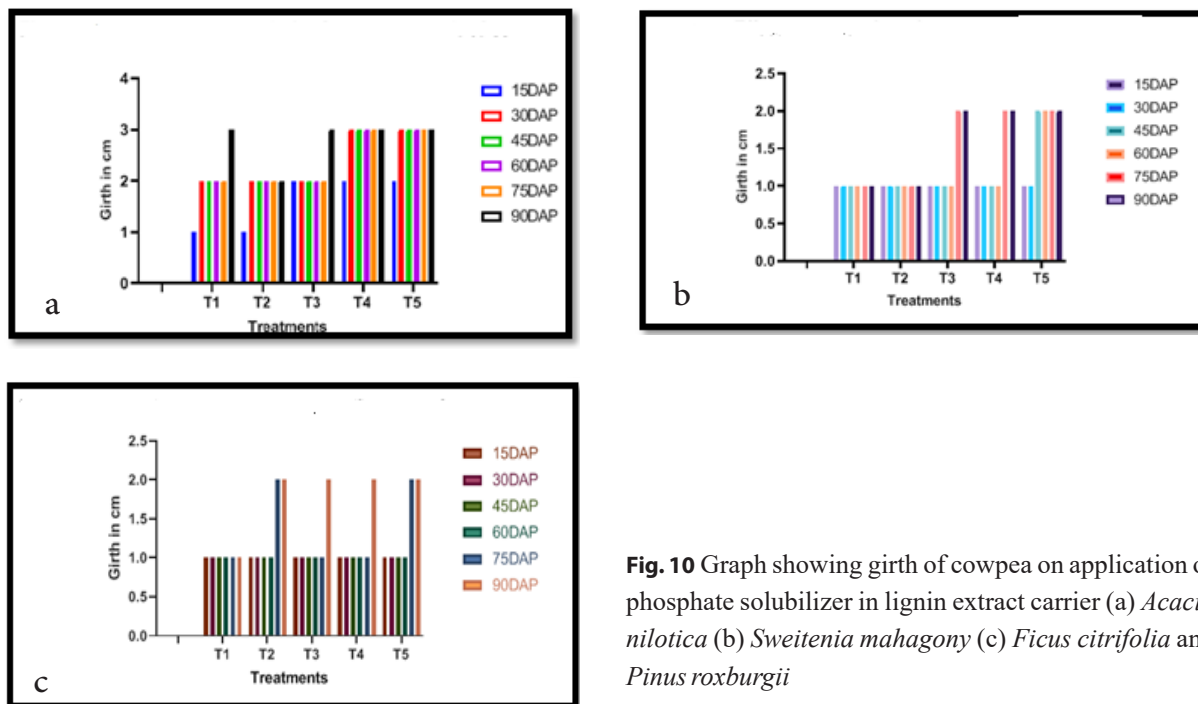 4
3
2
1
0
Girth in cm
T1 T2 T3 T4 T5
Treatments
15DAP
30DAP
45DAP
60DAP
75DAP
90DAP
a
2.5
2.0
1.5
1.0
0.5
0.0
Girth in cm
T1 T2 T3 T4 T5
Treatments
15DAP
30DAP
45DAP
60DAP
75DAP
90DAP
b
2.5
2.0
1.5
1.0
0.5
0.0
Girth in cm
T1 T2 T3 T4 T5
Treatments
15DAP
30DAP
45DAP
60DAP
75DAP
90DAP
c
Fig. 10 Graph showing girth of cowpea on application
phosphate solubilizer in lignin extract carrier (a)
nilotica (b) Sweitenia mahagony (c) Ficus citrifolia
Pinus roxburgii